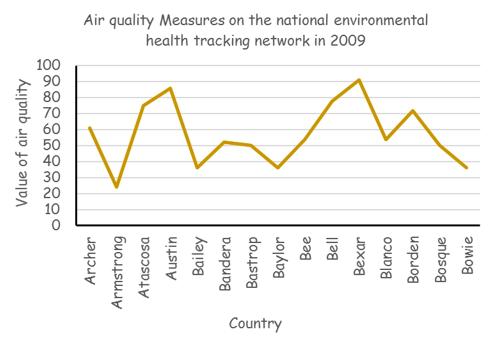 Air quality Measures on the national environmental
health tracking network in 2009
Value of air quality
100
90
80
70
60
50
40
30
20
10
0
Archer
Armstrong
Atascosa
Austin
Bailey
Bandera
Bastrop
Baylor
Bee
Bell
Bexar
Blanco
Borden
Bosque
Bowie
Country